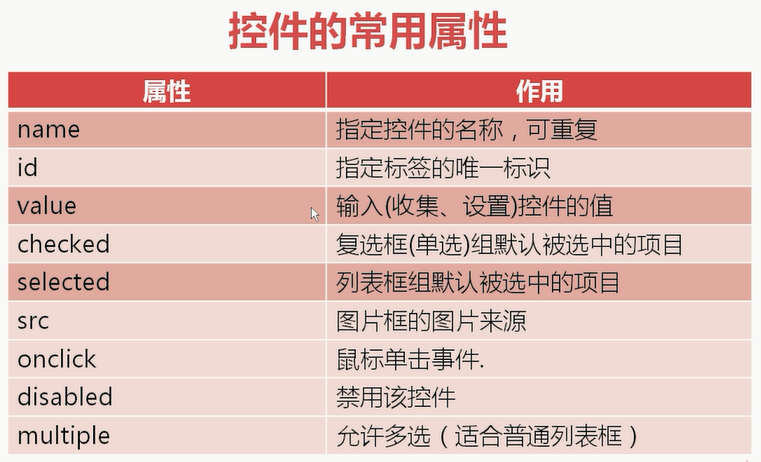 控件的常用属性
属性 作用
name 指定控件的名称，可重复
id 指定标签的唯一标识
value 输入(收集、设置)控件的值
checked 复选框(单选)组默认被选中的项目
selected 列表框组默认被选中的项目
src 图片框的图片来源
onclick 鼠标单击事件.
disabled 禁用该控件
multiple 允许多选（适合普通列表框）